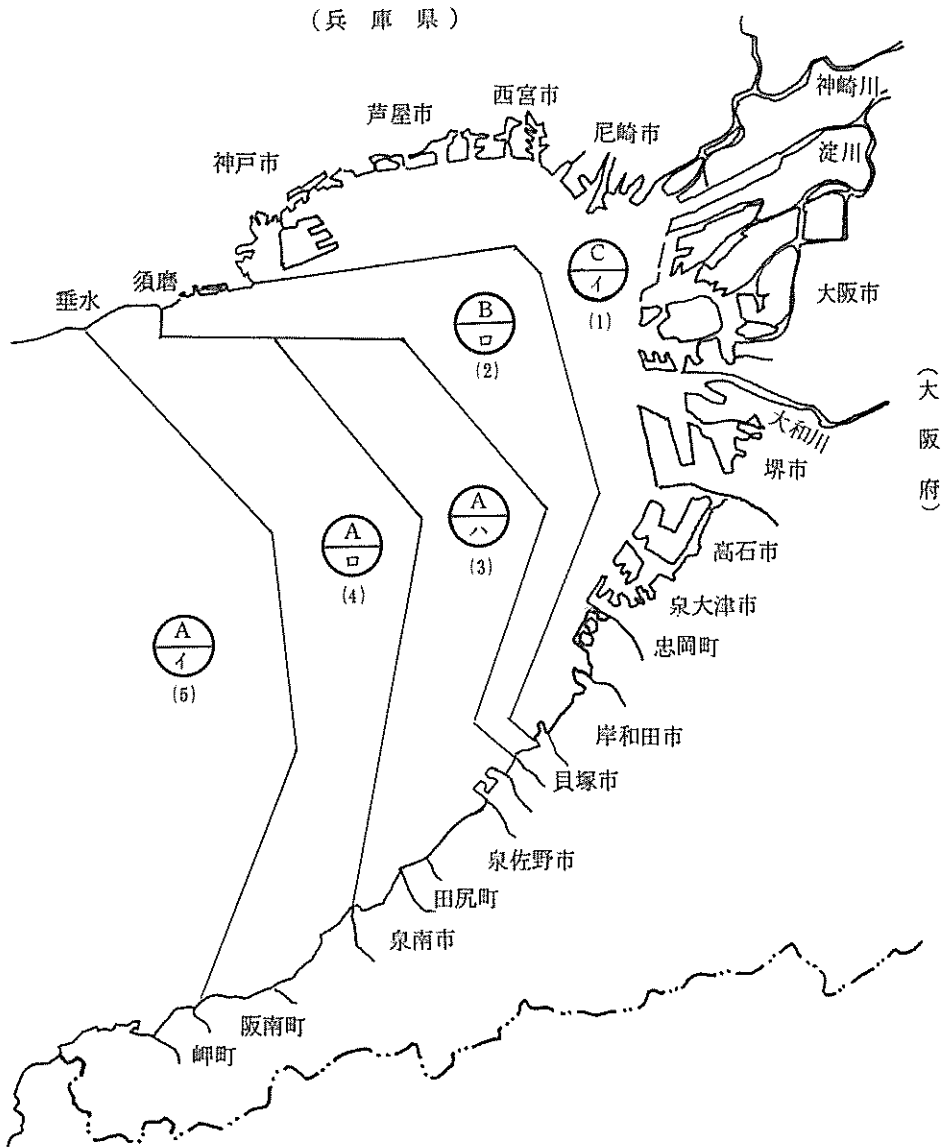 (兵庫県)
西宮市
芦屋市
尼崎市
神崎川
神戸市
淀川
須磨
垂水
大阪市
C
イ
(1)
B
ロ
(2)
(大阪府)
大和川
堺市
A
ハ
(3)
A
ロ
(4)
高石市
泉大津市
忠岡町
A
イ
(5)
岸和田市
貝塚市
泉佐野市
田尻町
泉南市
阪南町
岬町